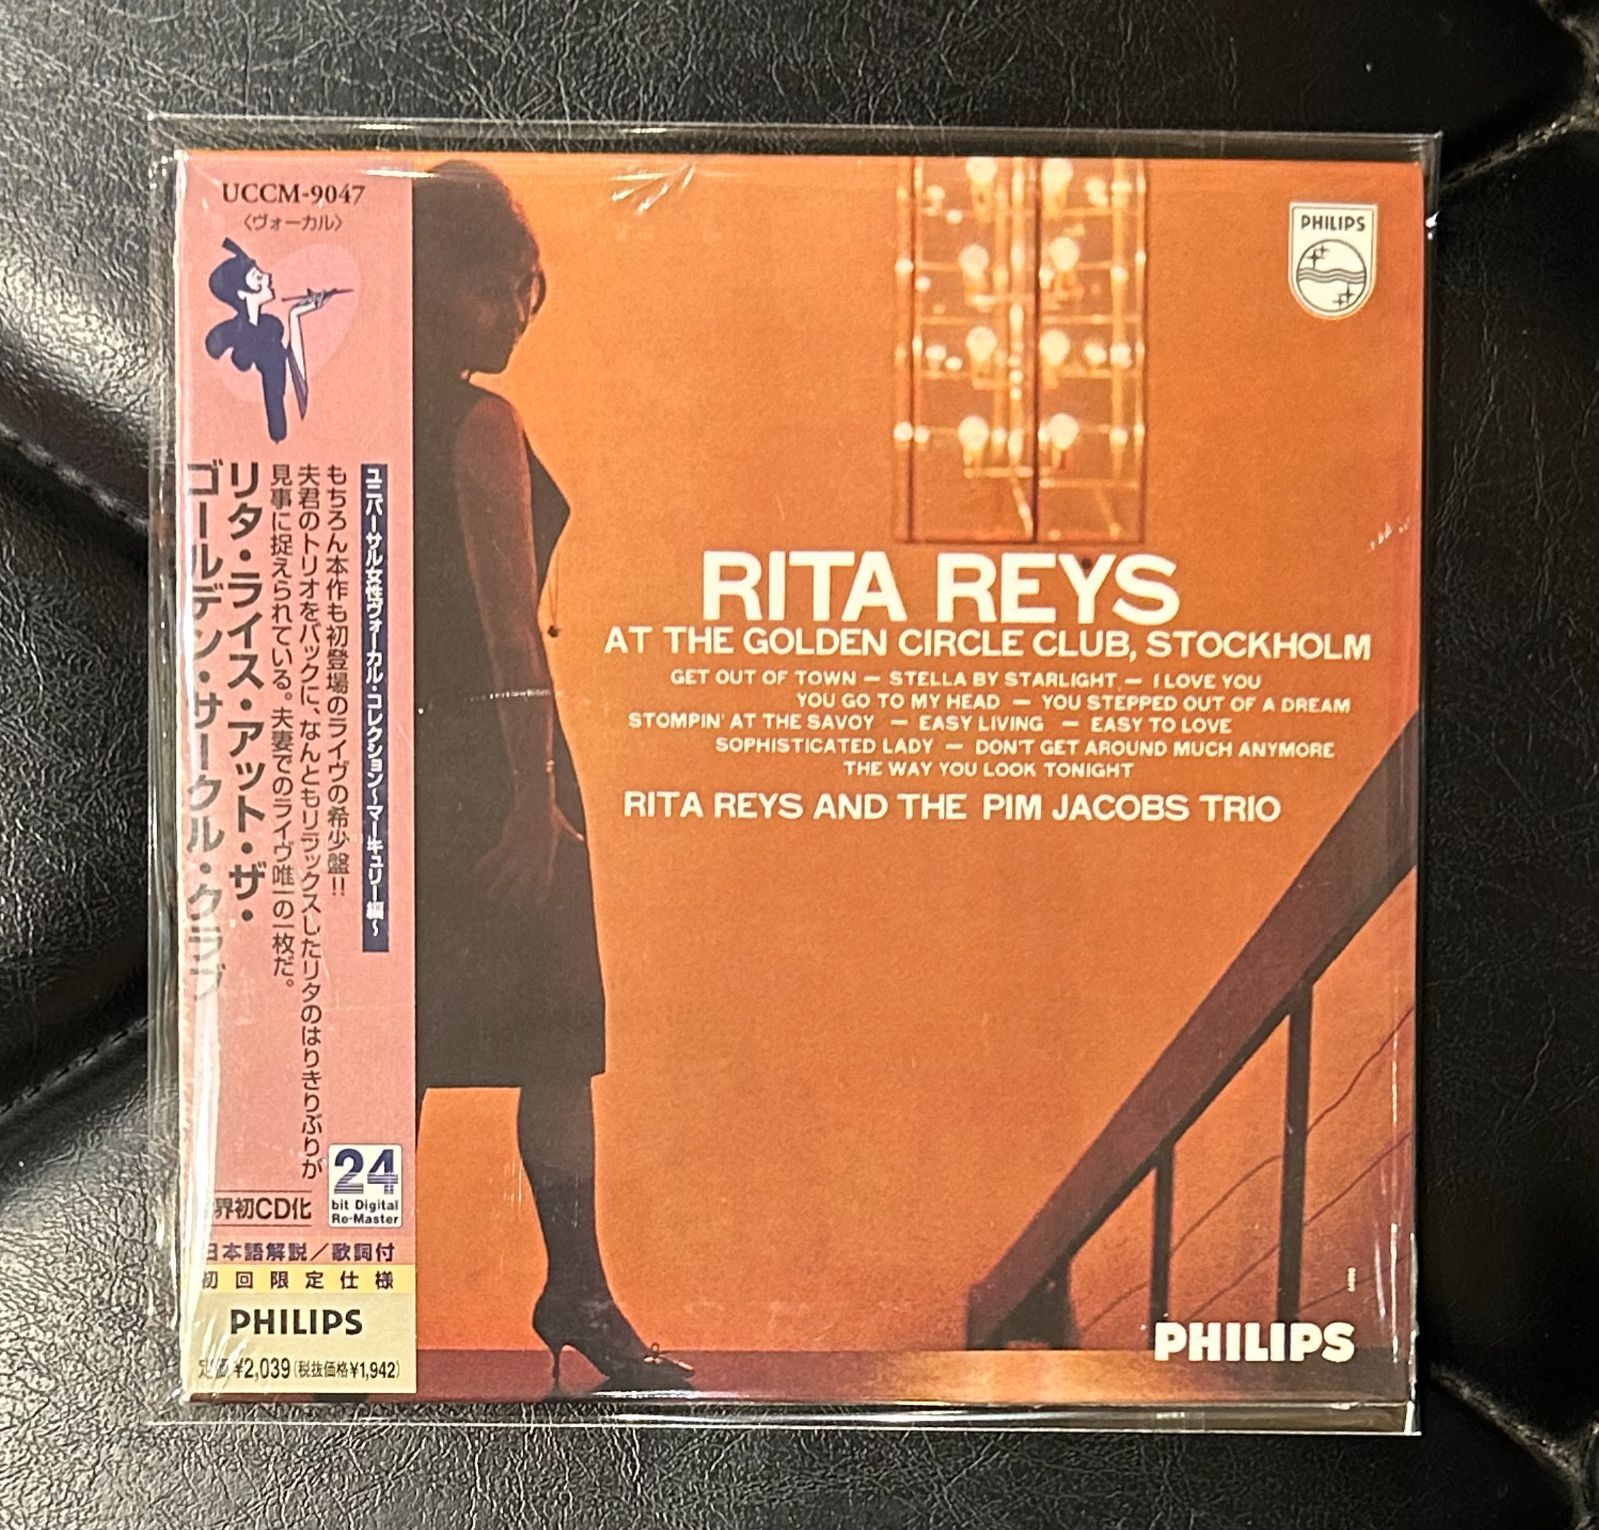 UCCM-9047
〈ヴォーカル〉
ユニバーサル女性ヴォーカル・コレクション〜マーキュリー編〜
もちろん本作も初登場のライヴの希少盤!!
夫君のトリオをバックに、なんともリラックスしたリタのはりきりぶりが
見事に捉えられている。夫妻でのライヴ唯一の一枚だ。
リタ・ライス・アット・ザ・
ゴールデン・サークル・クラブ
24
bit Digital
Re-Master
界初CD化
日本語解説/歌詞付
初回限定仕様
PHILIPS
定価¥2,039(税抜価格¥1,942)
PHILIPS
RITA REYS
AT THE GOLDEN CIRCLE CLUB, STOCKHOLM
GET OUT OF TOWN – STELLA BY STARLIGHT – I LOVE YOU
YOU GO TO MY HEAD – YOU STEPPED OUT OF A DREAM
STOMPIN' AT THE SAVOY – EASY LIVING – EASY TO LOVE
SOPHISTICATED LADY – DON'T GET AROUND MUCH ANYMORE
THE WAY YOU LOOK TONIGHT
RITA REYS AND THE PIM JACOBS TRIO
PHILIPS